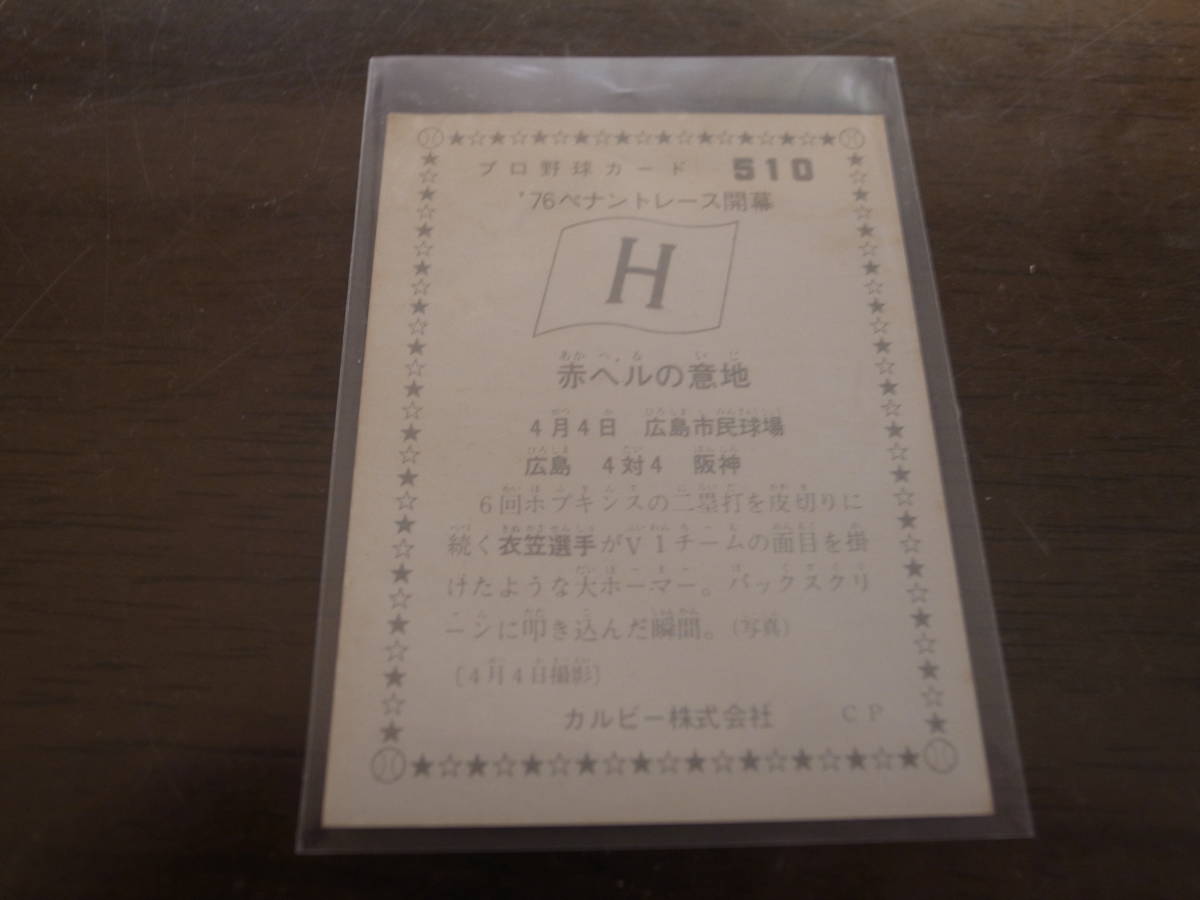 プロ野球カード 510
'76ペナントレース開幕
H
赤ヘルの意地
4月4日 広島市民球場
広島 4対4 阪神
6回ホプキンスの二塁打を皮切りに
続く衣笠選手がV1チームの面目を掛
けたような大ホーマー。バックスクリ
ーンに叩き込んだ瞬間。(写真)
〔4月4日撮影〕
カルビー株式会社 CP